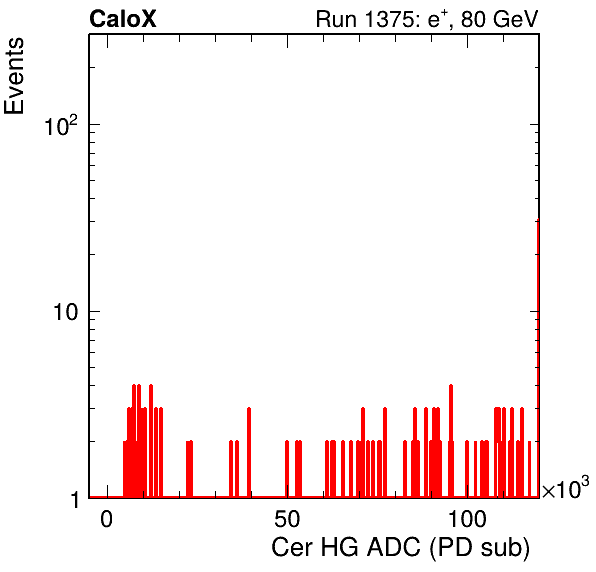 CaloX Run 1375: e⁺, 80 GeV
Events
10²
10
1
0 50 100 ×10³
Cer HG ADC (PD sub)